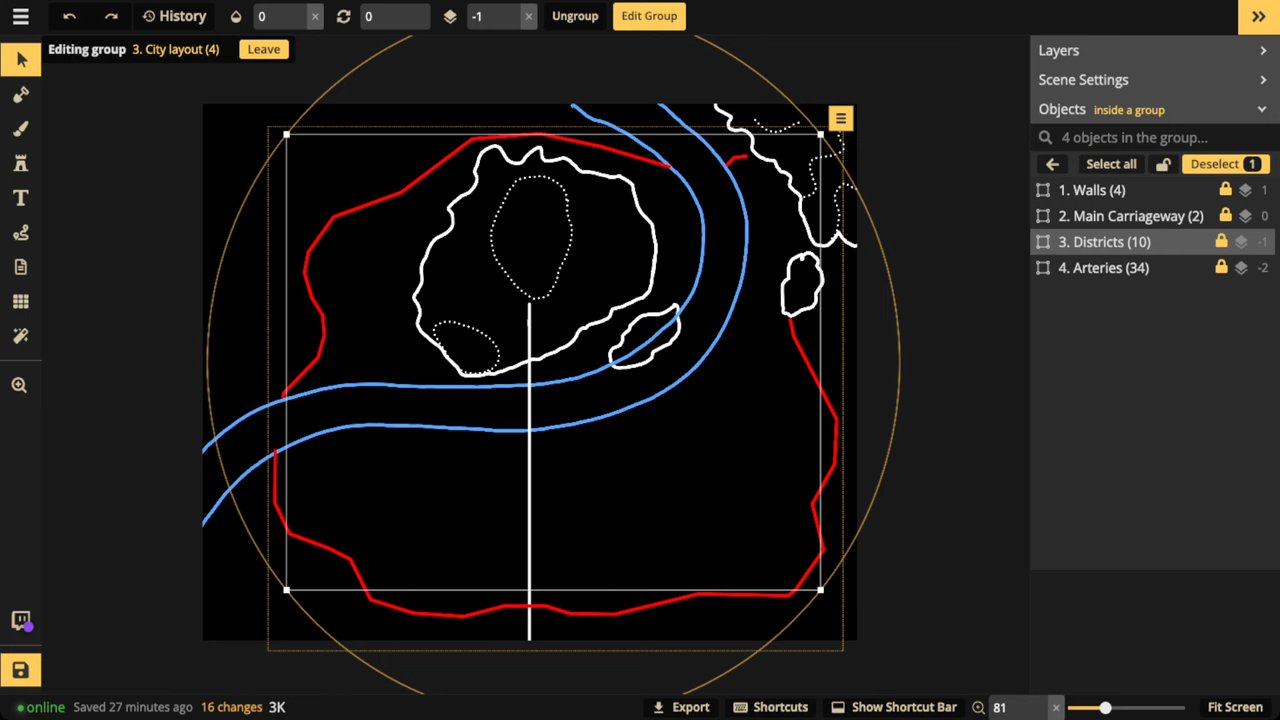 History
0 ×
0
-1 ×
Ungroup
Edit Group
Editing group 3. City layout (4) Leave
Layers
Scene Settings
Objects inside a group
4 objects in the group...
Select all
Deselect 1
1. Walls (4) 1
2. Main Carriageway (2) 0
3. Districts (10) -1
4. Arteries (34) -2
online Saved 27 minutes ago 16 changes 3K
Export
Shortcuts
Show Shortcut Bar
81 ×
Fit Screen